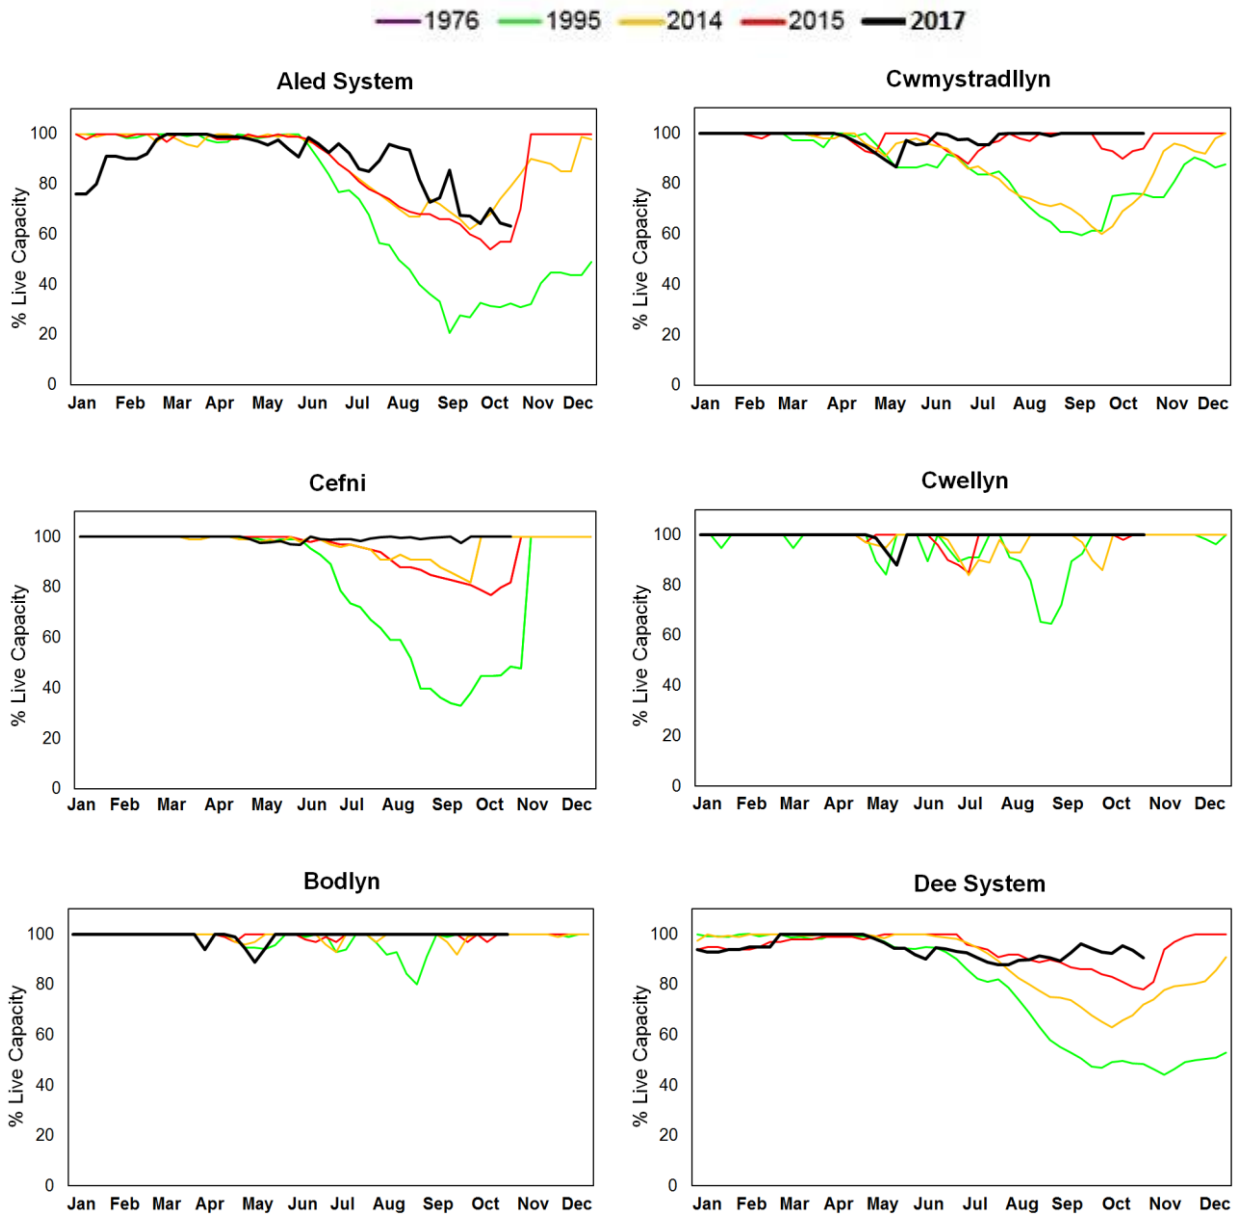 1976 1995 2014 2015 2017
Aled System
% Live Capacity
100
80
60
40
20
0
Jan Feb Mar Apr May Jun Jul Aug Sep Oct Nov Dec
Cwmystradllyn
% Live Capacity
100
80
60
40
20
0
Jan Feb Mar Apr May Jun Jul Aug Sep Oct Nov Dec
Cefni
% Live Capacity
100
80
60
40
20
0
Jan Feb Mar Apr May Jun Jul Aug Sep Oct Nov Dec
Cwellyn
% Live Capacity
100
80
60
40
20
0
Jan Feb Mar Apr May Jun Jul Aug Sep Oct Nov Dec
Bodlyn
% Live Capacity
100
80
60
40
20
0
Jan Feb Mar Apr May Jun Jul Aug Sep Oct Nov Dec
Dee System
% Live Capacity
100
80
60
40
20
0
Jan Feb Mar Apr May Jun Jul Aug Sep Oct Nov Dec